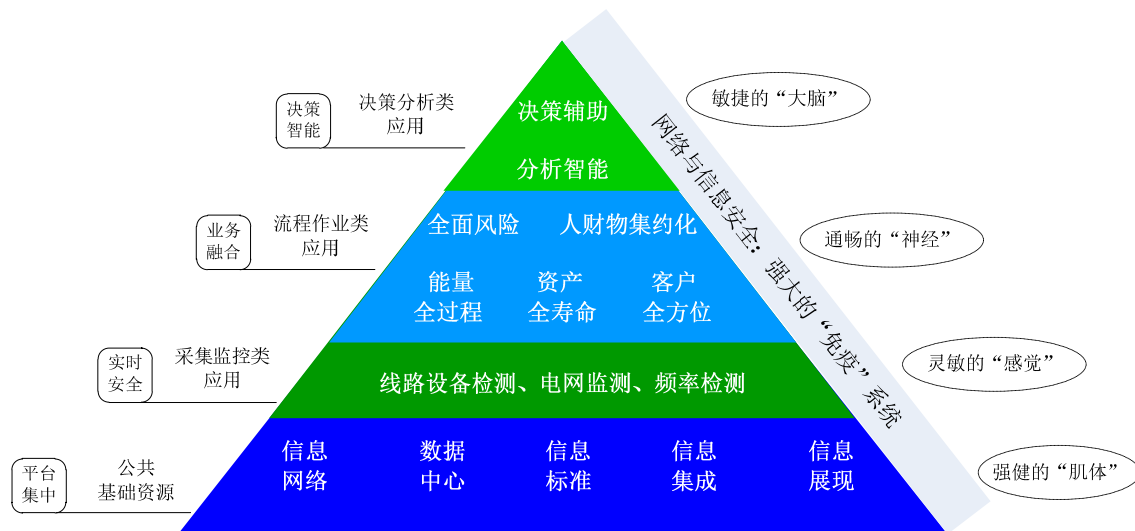 决策
智能
决策分析类
应用
决策辅助
分析智能
敏捷的“大脑”
业务
融合
流程作业类
应用
全面风险
人财物集约化
能量
全过程
资产
全寿命
客户
全方位
通畅的“神经”
实时
安全
采集监控类
应用
线路设备检测、电网监测、频率检测
灵敏的“感觉”
平台
集中
公共
基础资源
信息
网络
数据
中心
信息
标准
信息
集成
信息
展现
强健的“肌体”
网络与信息安全：强大的“免疫”系统